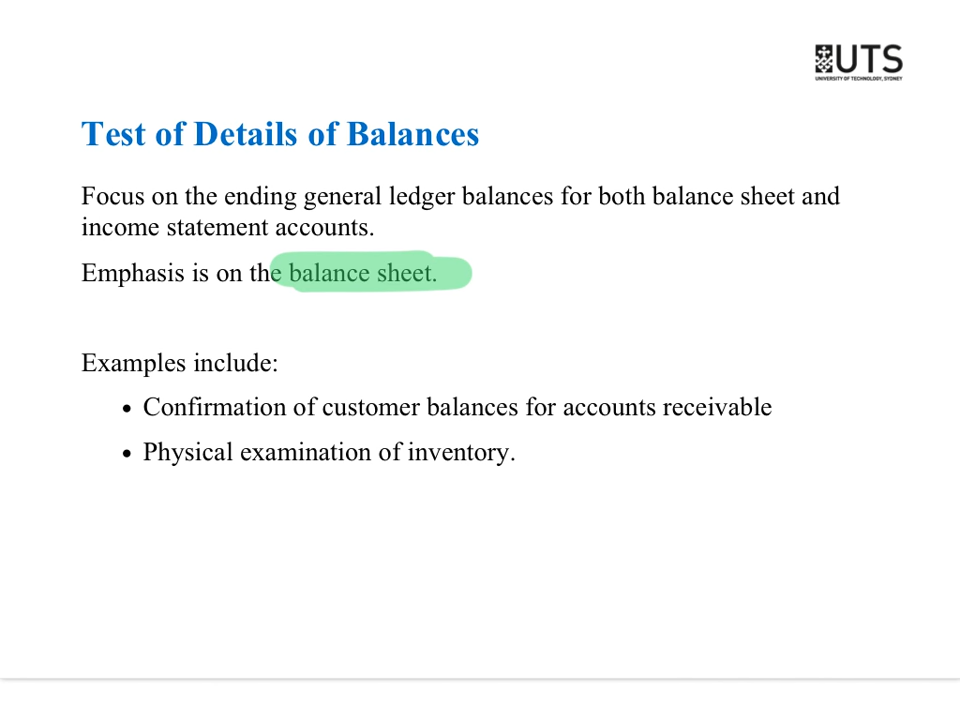 UTS
UNIVERSITY OF TECHNOLOGY, SYDNEY
Test of Details of Balances
Focus on the ending general ledger balances for both balance sheet and
income statement accounts.
Emphasis is on the balance sheet.
Examples include:
• Confirmation of customer balances for accounts receivable
• Physical examination of inventory.